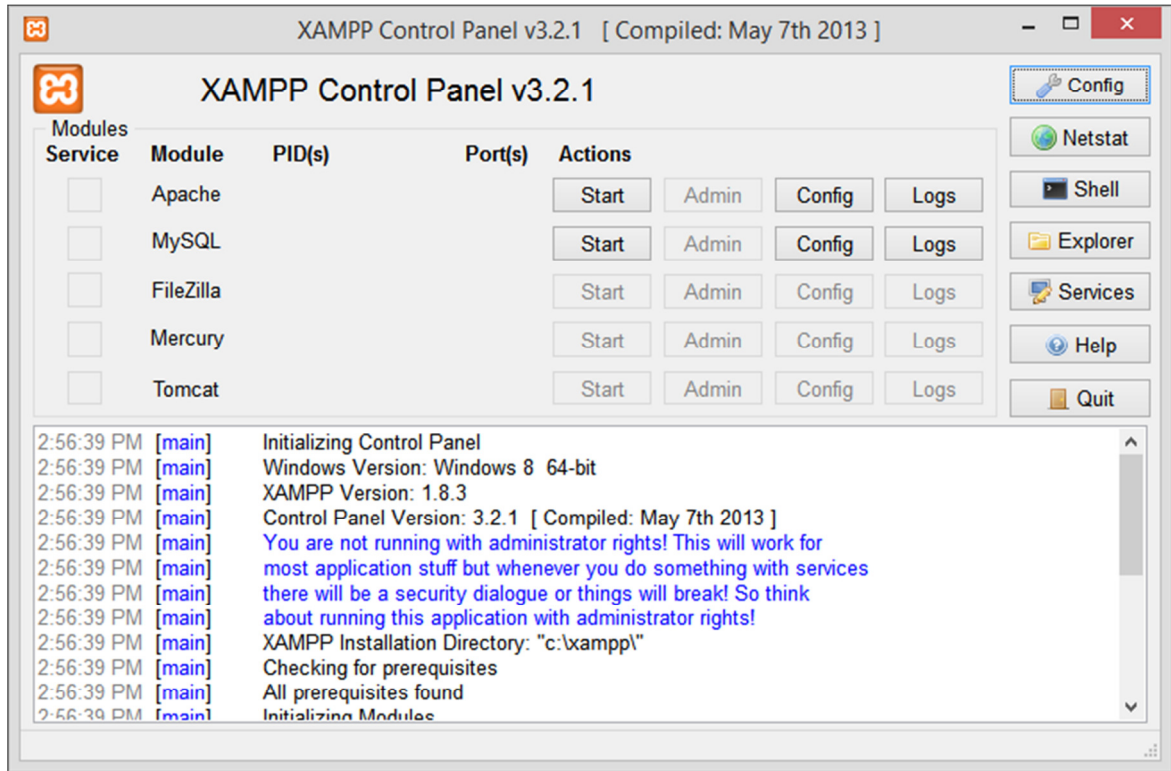 XAMPP Control Panel v3.2.1 [ Compiled: May 7th 2013 ]
XAMPP Control Panel v3.2.1
Config
Modules
Netstat
Service Module PID(s) Port(s) Actions
Apache Start Admin Config Logs
Shell
MySQL Start Admin Config Logs
Explorer
FileZilla Start Admin Config Logs
Services
Mercury Start Admin Config Logs
Help
Tomcat Start Admin Config Logs
Quit
2:56:39 PM [main] Initializing Control Panel
2:56:39 PM [main] Windows Version: Windows 8 64-bit
2:56:39 PM [main] XAMPP Version: 1.8.3
2:56:39 PM [main] Control Panel Version: 3.2.1 [ Compiled: May 7th 2013 ]
2:56:39 PM [main] You are not running with administrator rights! This will work for
2:56:39 PM [main] most application stuff but whenever you do something with services
2:56:39 PM [main] there will be a security dialogue or things will break! So think
2:56:39 PM [main] about running this application with administrator rights!
2:56:39 PM [main] XAMPP Installation Directory: "c:\xampp\"
2:56:39 PM [main] Checking for prerequisites
2:56:39 PM [main] All prerequisites found
2:56:39 PM [main] Initializing Modules